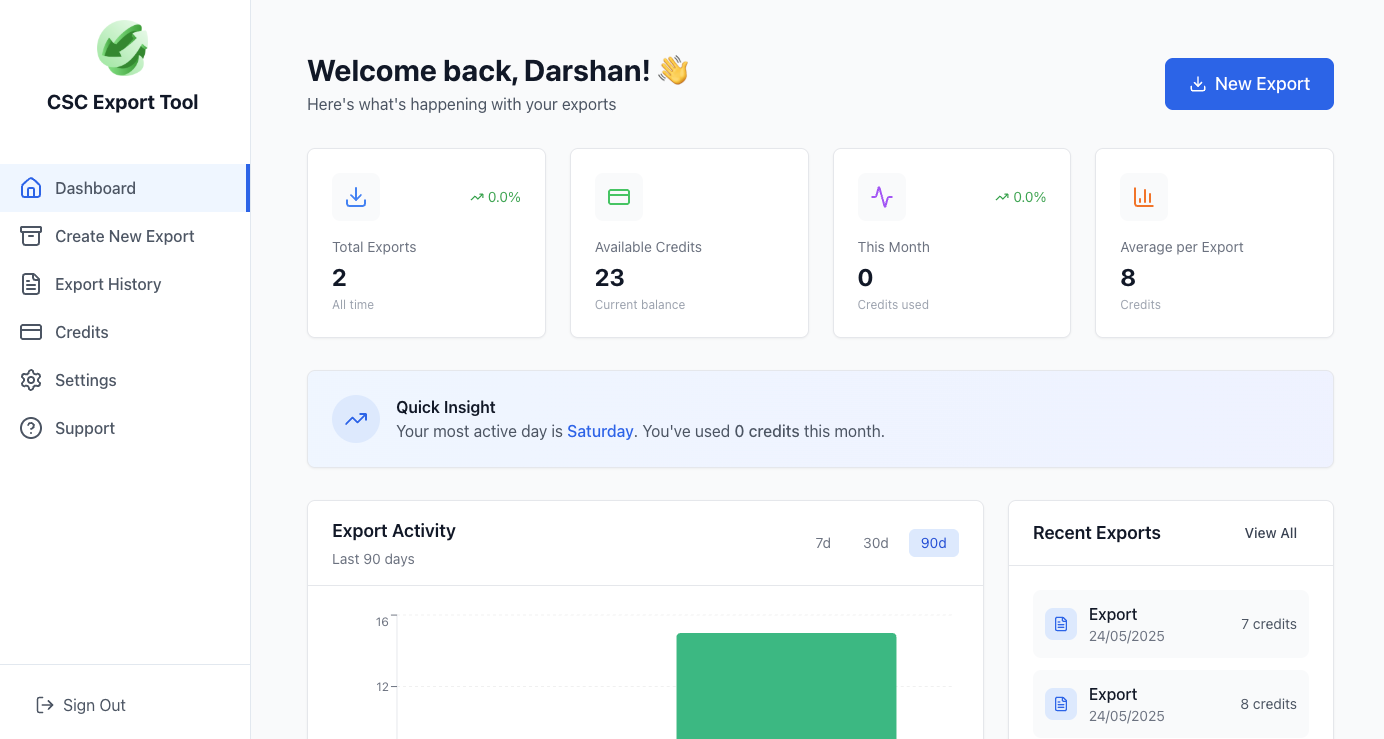 CSC Export Tool
Dashboard
Create New Export
Export History
Credits
Settings
Support
Sign Out
Welcome back, Darshan! 👋
Here's what's happening with your exports
New Export
0.0%
Total Exports
2
All time
Available Credits
23
Current balance
0.0%
This Month
0
Credits used
Average per Export
8
Credits
Quick Insight
Your most active day is Saturday. You've used 0 credits this month.
Export Activity
Last 90 days
7d 30d 90d
16
12
Recent Exports
View All
Export
24/05/2025
7 credits
Export
24/05/2025
8 credits